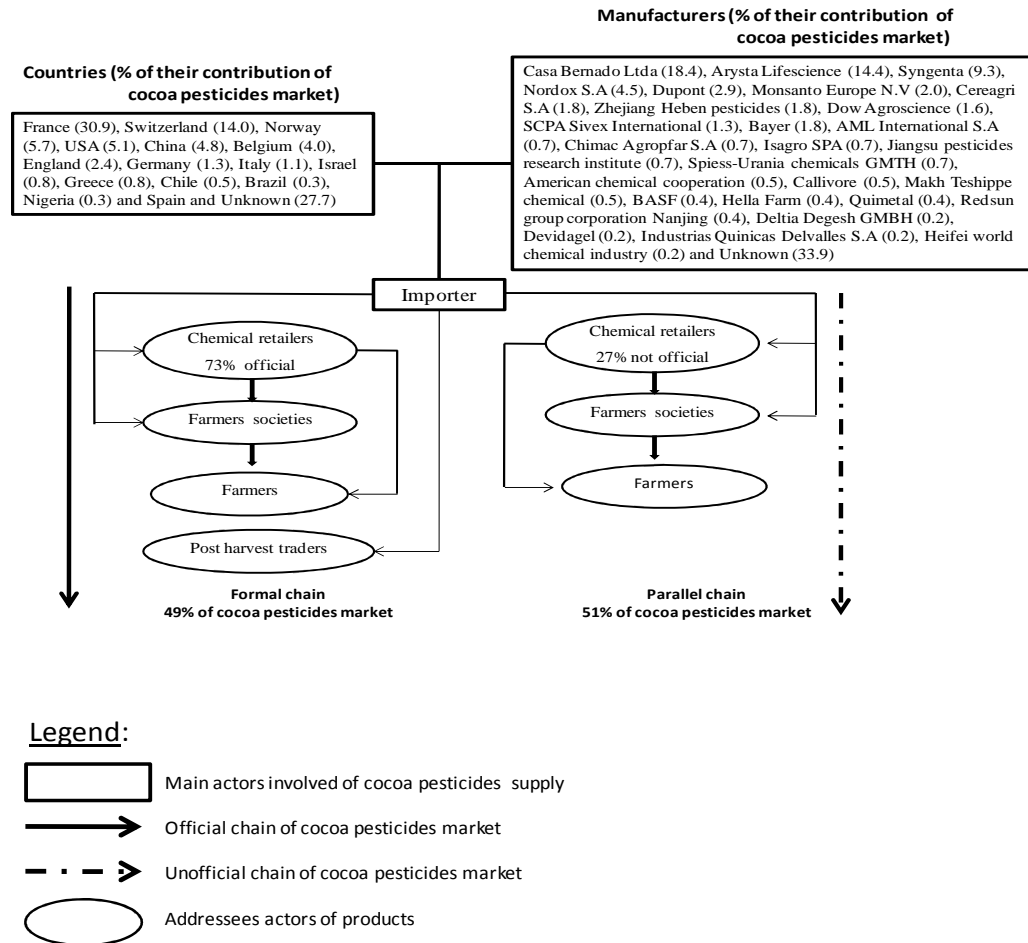 Countries (% of their contribution of
cocoa pesticides market)
France (30.9), Switzerland (14.0), Norway
(5.7), USA (5.1), China (4.8), Belgium (4.0),
England (2.4), Germany (1.3), Italy (1.1), Israel
(0.8), Greece (0.8), Chile (0.5), Brazil (0.3),
Nigeria (0.3) and Spain and Unknown (27.7)
Manufacturers (% of their contribution of
cocoa pesticides market)
Casa Bernado Ltda (18.4), Arysta Lifescience (14.4), Syngenta (9.3),
Nordox S.A (4.5), Dupont (2.9), Monsanto Europe N.V (2.0), Cereagri
S.A (1.8), Zhejiang Heben pesticides (1.8), Dow Agroscience (1.6),
SCPA Sivex International (1.3), Bayer (1.8), AML International S.A
(0.7), Chimac Agropfar S.A (0.7), Isagro SPA (0.7), Jiangsu pesticides
research institute (0.7), Spiess-Urania chemicals GMTH (0.7),
American chemical cooperation (0.5), Callivore (0.5), Makh Teshippe
chemical (0.5), BASF (0.4), Hella Farm (0.4), Quimetal (0.4), Redsun
group corporation Nanjing (0.4), Deltia Degesh GMBH (0.2),
Devidagel (0.2), Industrias Quinicas Delvalles S.A (0.2), Heifei world
chemical industry (0.2) and Unknown (33.9)
Importer
Chemical retailers
73% official
Farmers societies
Farmers
Post harvest traders
Formal chain
49% of cocoa pesticides market
Chemical retailers
27% not official
Farmers societies
Farmers
Parallel chain
51% of cocoa pesticides market
Legend:
Main actors involved of cocoa pesticides supply
Official chain of cocoa pesticides market
Unofficial chain of cocoa pesticides market
Addressees actors of products